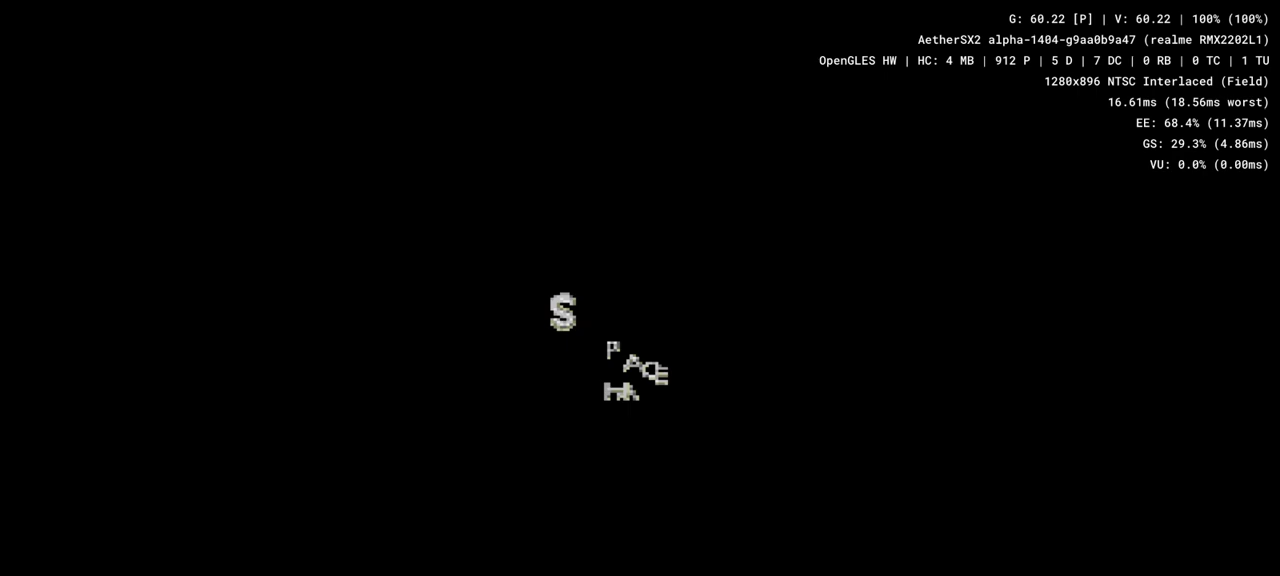 G: 60.22 [P] | V: 60.22 | 100% (100%)
AetherSX2 alpha-1404-g9aa0b9a47 (realme RMX2202L1)
OpenGLES HW | HC: 4 MB | 912 P | 5 D | 7 DC | 0 RB | 0 TC | 1 TU
1280x896 NTSC Interlaced (Field)
16.61ms (18.56ms worst)
EE: 68.4% (11.37ms)
GS: 29.3% (4.86ms)
VU: 0.0% (0.00ms)
SPACE
HA